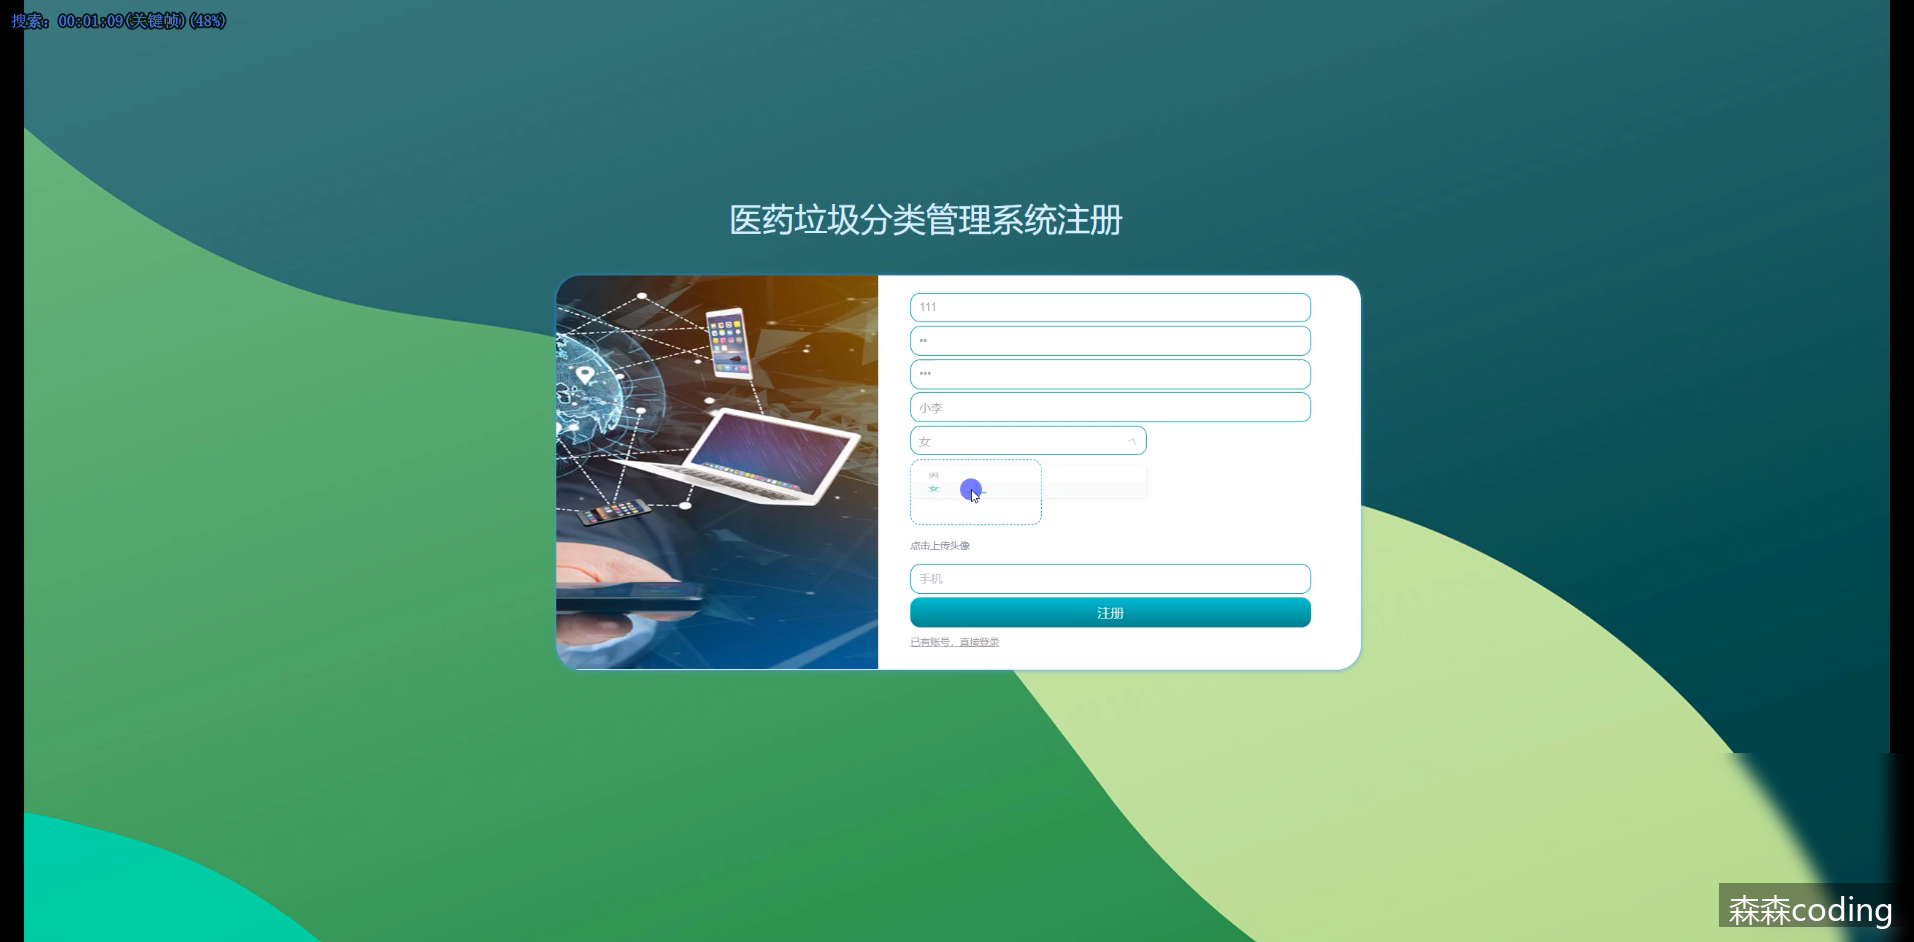 搜索: 00:01:09(关键帧)(48%)
医药垃圾分类管理系统注册
111
••
•••
小李
女
男
女
点击上传头像
手机
注册
已有账号，直接登录
森森coding